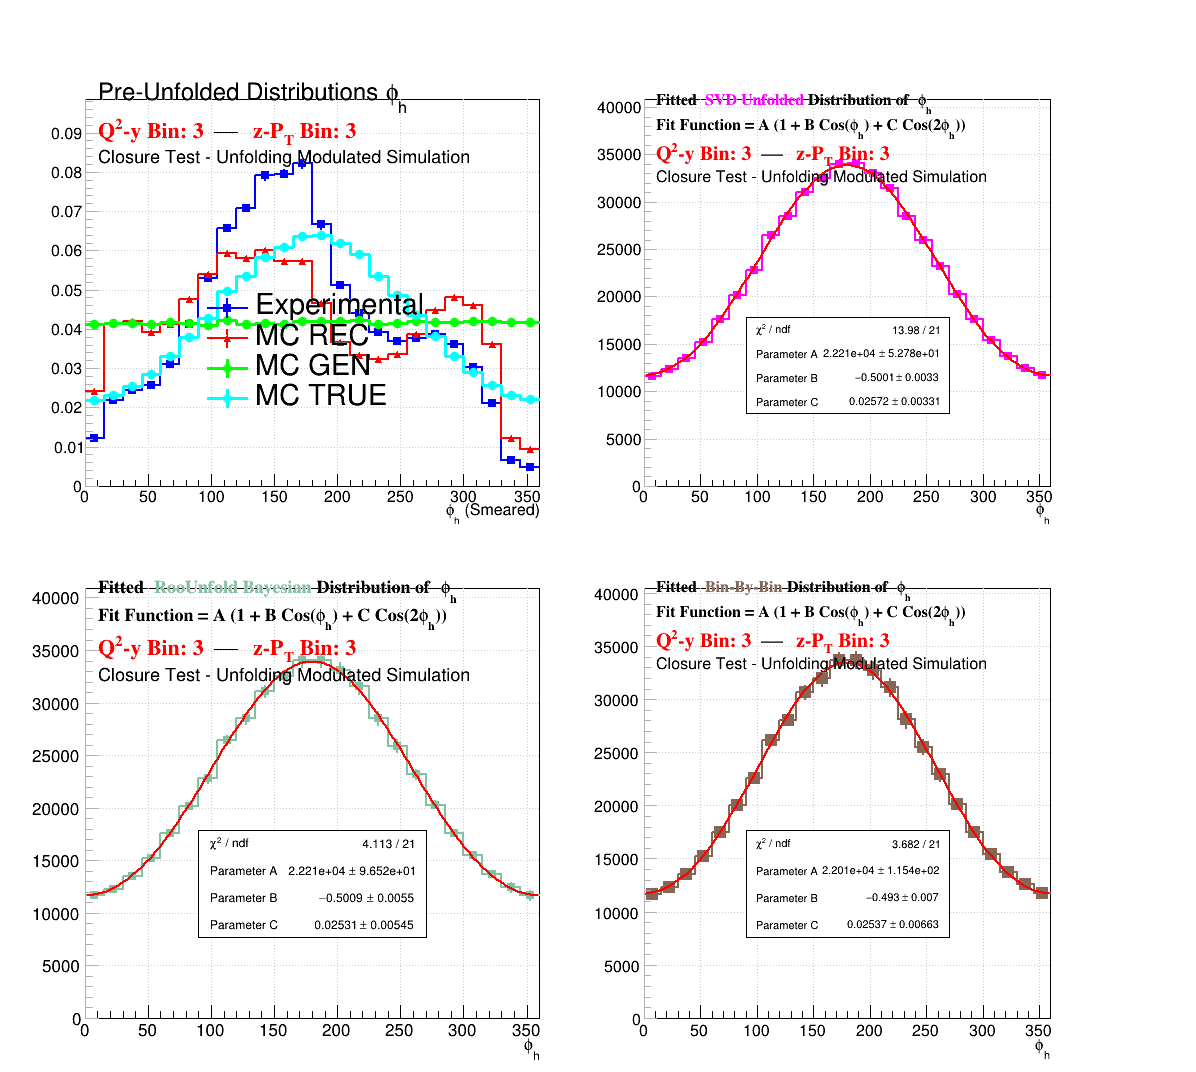 Pre-Unfolded Distributions ϕh
Q²-y Bin: 3 — z-PT Bin: 3
Closure Test - Unfolding Modulated Simulation
0.09
0.08
0.07
0.06
0.05
0.04
0.03
0.02
0.01
0
Experimental
MC REC
MC GEN
MC TRUE
0 50 100 150 200 250 300 350
ϕh (Smeared)
Fitted SVD Unfolded Distribution of ϕh
Fit Function = A (1 + B Cos(ϕh) + C Cos(2ϕh))
Q²-y Bin: 3 — z-PT Bin: 3
Closure Test - Unfolding Modulated Simulation
40000
35000
30000
25000
20000
15000
10000
5000
0
χ² / ndf 13.98 / 21
Parameter A 2.221e+04 ± 5.278e+01
Parameter B −0.5001 ± 0.0033
Parameter C 0.02572 ± 0.00331
0 50 100 150 200 250 300 350
ϕh
Fitted RooUnfold Bayesian Distribution of ϕh
Fit Function = A (1 + B Cos(ϕh) + C Cos(2ϕh))
Q²-y Bin: 3 — z-PT Bin: 3
Closure Test - Unfolding Modulated Simulation
40000
35000
30000
25000
20000
15000
10000
5000
0
χ² / ndf 4.113 / 21
Parameter A 2.221e+04 ± 9.652e+01
Parameter B −0.5009 ± 0.0055
Parameter C 0.02531 ± 0.00545
0 50 100 150 200 250 300 350
ϕh
Fitted Bin-By-Bin Distribution of ϕh
Fit Function = A (1 + B Cos(ϕh) + C Cos(2ϕh))
Q²-y Bin: 3 — z-PT Bin: 3
Closure Test - Unfolding Modulated Simulation
40000
35000
30000
25000
20000
15000
10000
5000
0
χ² / ndf 3.682 / 21
Parameter A 2.201e+04 ± 1.154e+02
Parameter B −0.493 ± 0.007
Parameter C 0.02537 ± 0.00663
0 50 100 150 200 250 300 350
ϕh